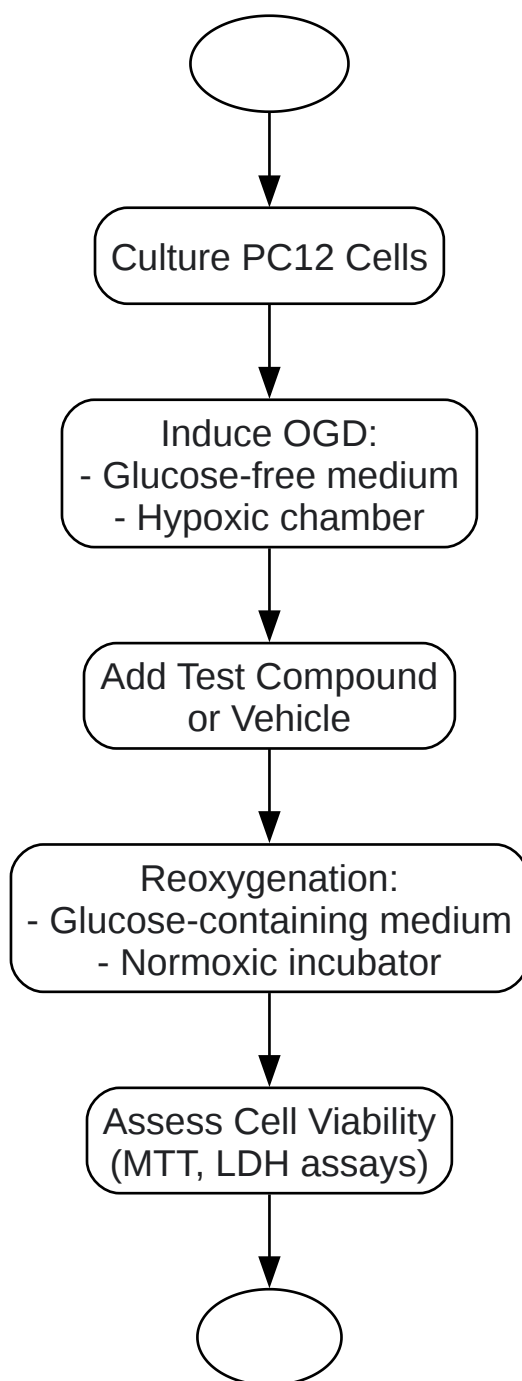 Culture PC12 Cells
Induce OGD:
- Glucose-free medium
- Hypoxic chamber
Add Test Compound
or Vehicle
Reoxygenation:
- Glucose-containing medium
- Normoxic incubator
Assess Cell Viability
(MTT, LDH assays)